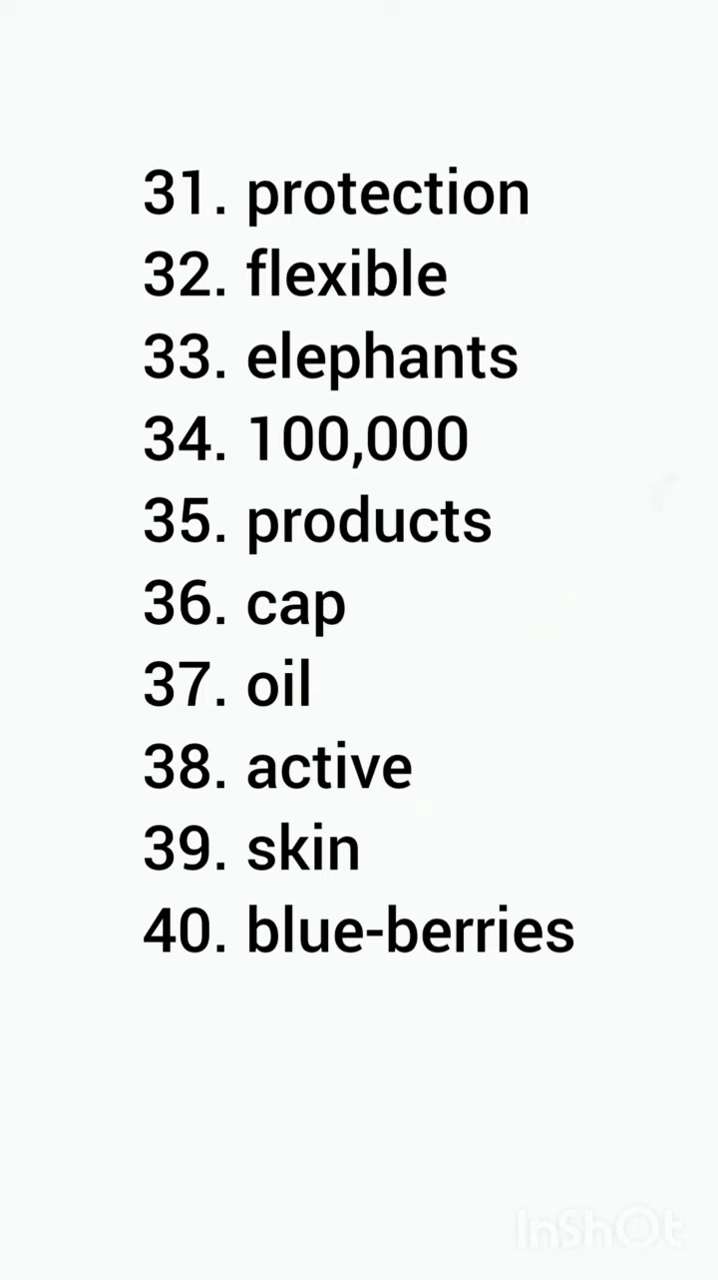 31. protection
32. flexible
33. elephants
34. 100,000
35. products
36. cap
37. oil
38. active
39. skin
40. blue-berries
InShOt